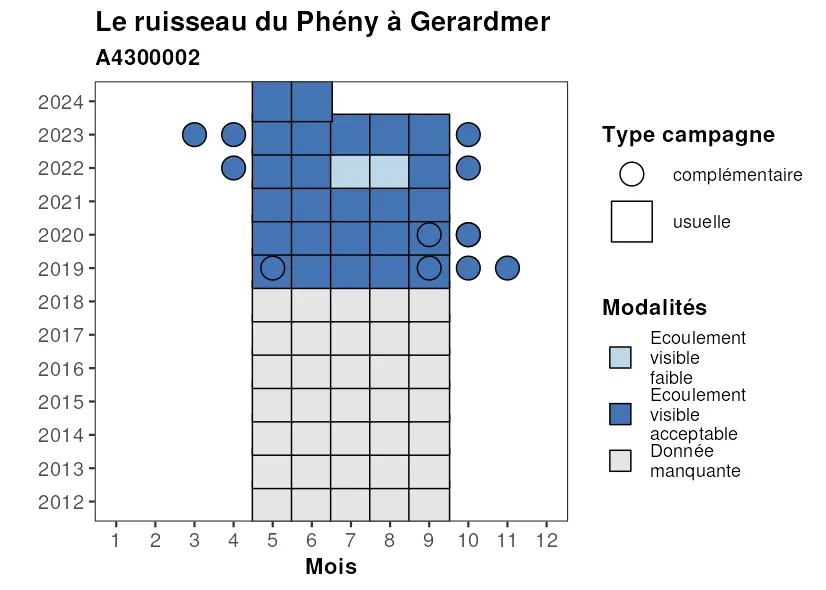 Le ruisseau du Phény à Gerardmer
A4300002
2024
2023
2022
2021
2020
2019
2018
2017
2016
2015
2014
2013
2012
1 2 3 4 5 6 7 8 9 10 11 12
Mois
Type campagne
complémentaire
usuelle
Modalités
Ecoulement
visible
faible
Ecoulement
visible
acceptable
Donnée
manquante